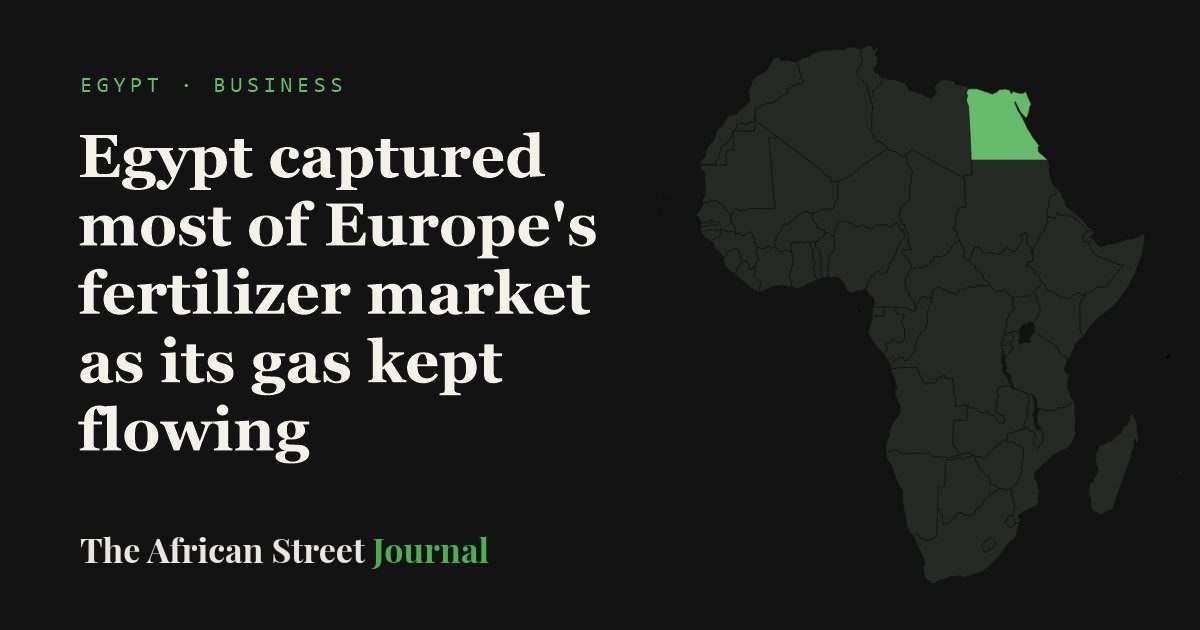 EGYPT · BUSINESS
Egypt captured
most of Europe's
fertilizer market
as its gas kept
flowing
The African Street Journal